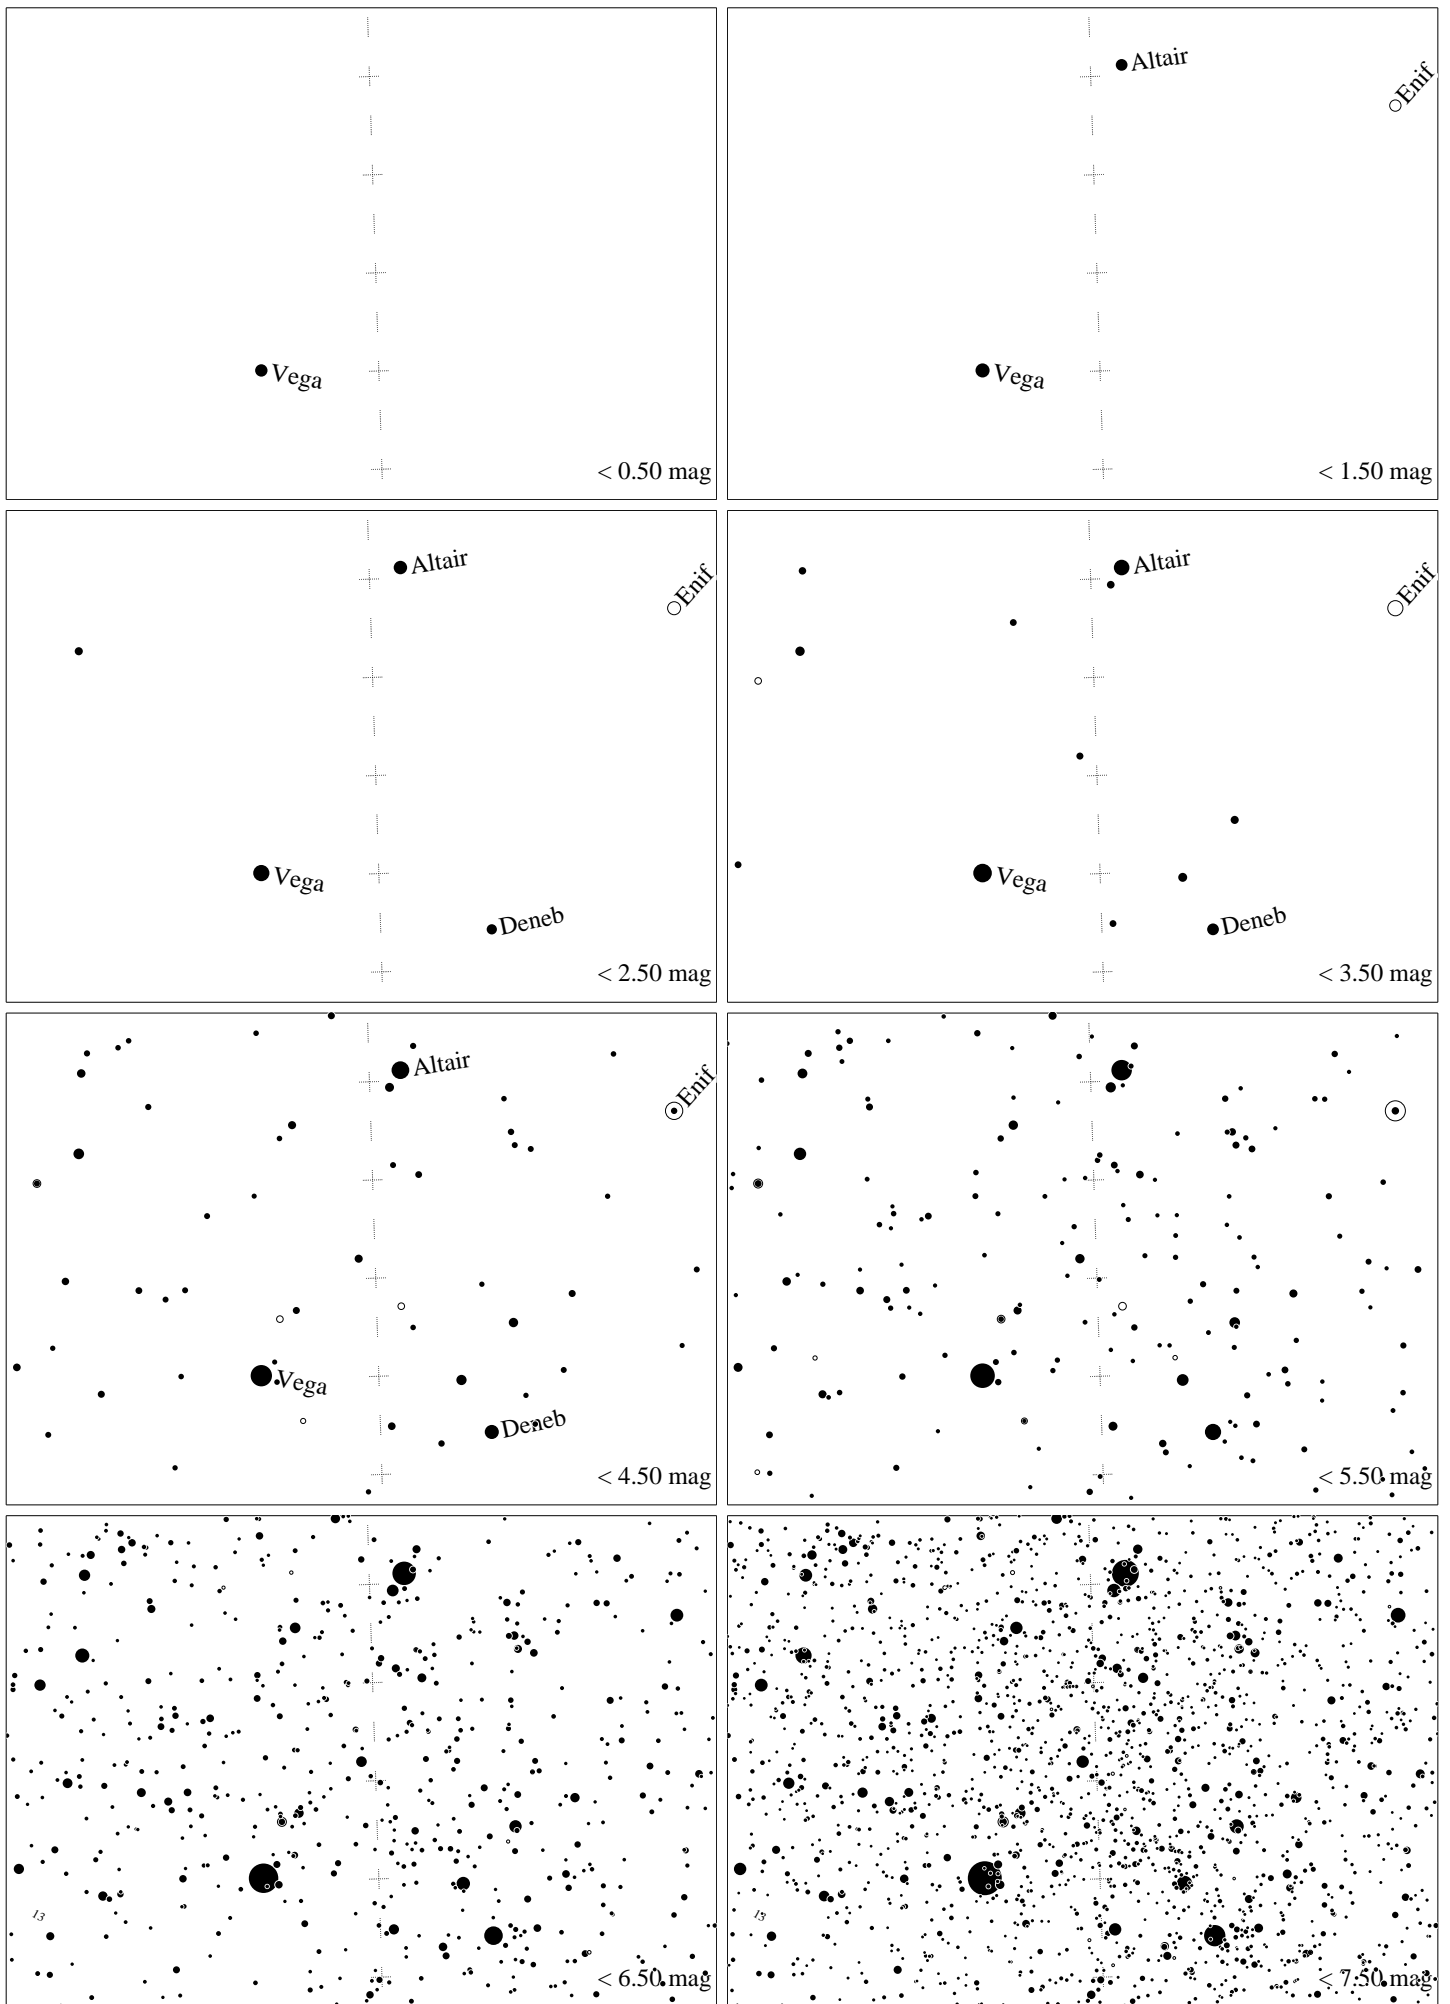 Vega
< 0.50 mag
Altair
Enif
Vega
< 1.50 mag
Altair
Enif
Vega
Deneb
< 2.50 mag
Altair
Enif
Vega
Deneb
< 3.50 mag
Altair
Enif
Vega
Deneb
< 4.50 mag
< 5.50 mag
13
< 6.50 mag
13
< 7.50 mag